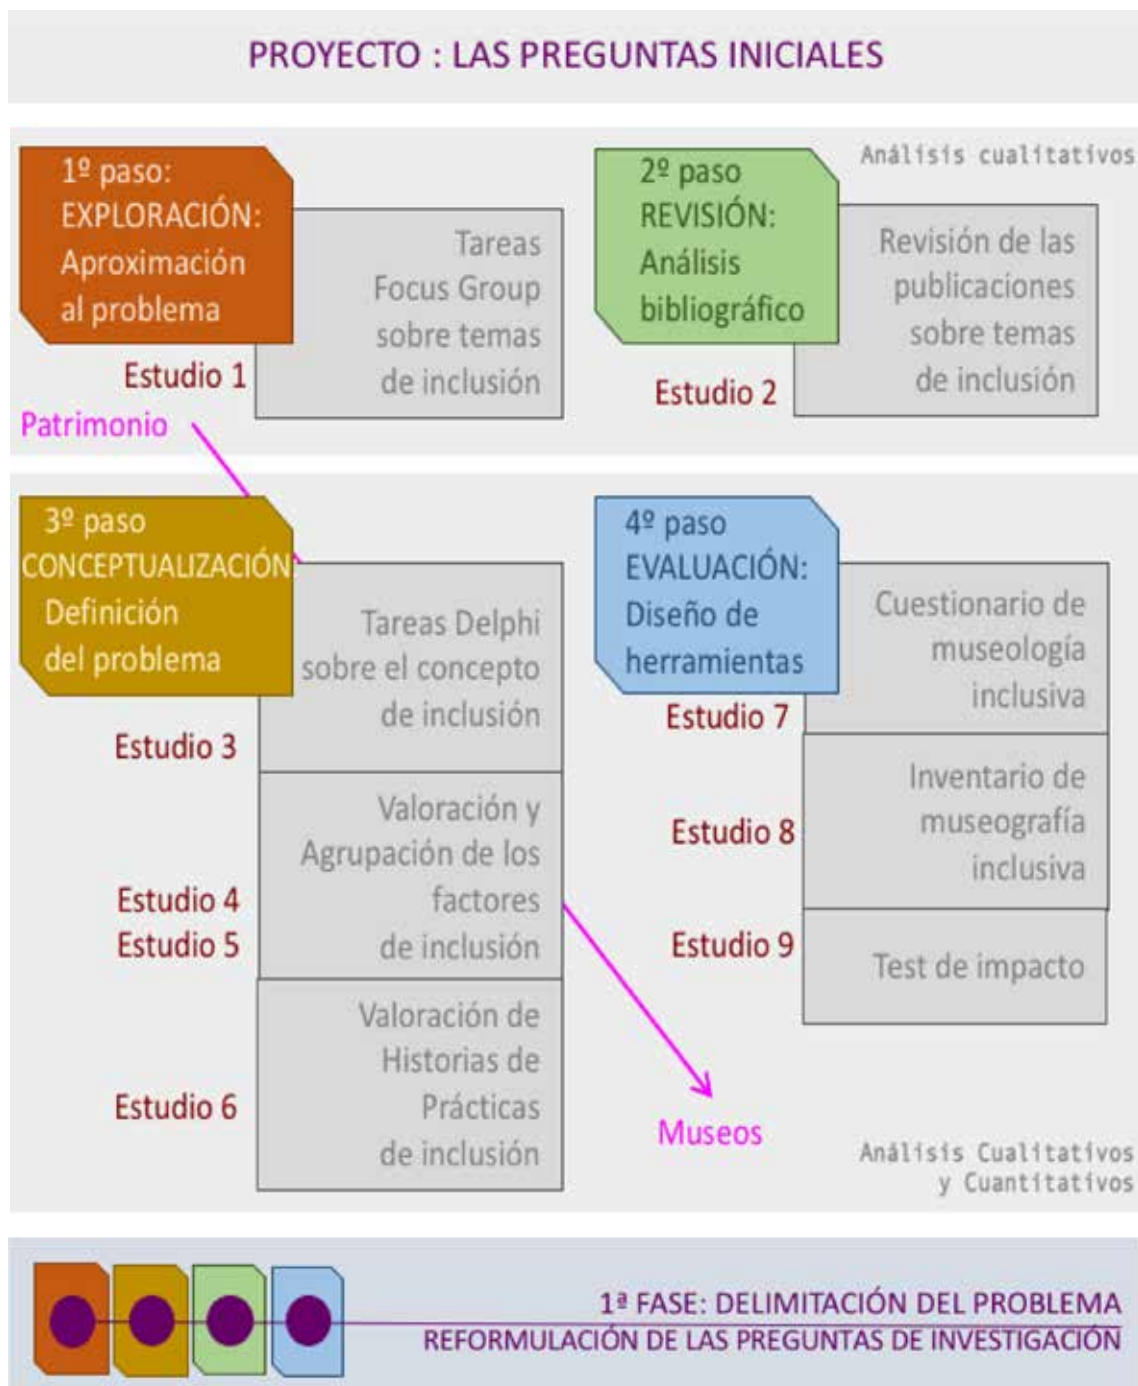 PROYECTO : LAS PREGUNTAS INICIALES
1º paso:
EXPLORACIÓN:
Aproximación
al problema
Tareas
Focus Group
sobre temas
de inclusión
Estudio 1
Patrimonio
Análisis cualitativos
2º paso
REVISIÓN:
Análisis
bibliográfico
Revisión de las
publicaciones
sobre temas
de inclusión
Estudio 2
3º paso
CONCEPTUALIZACIÓN:
Definición
del problema
Tareas Delphi
sobre el concepto
de inclusión
Estudio 3
Valoración y
Agrupación de los
factores
de inclusión
Estudio 4
Estudio 5
Valoración de
Historias de
Prácticas
de inclusión
Estudio 6
4º paso
EVALUACIÓN:
Diseño de
herramientas
Cuestionario de
museología
inclusiva
Estudio 7
Inventario de
museografía
inclusiva
Estudio 8
Estudio 9
Test de impacto
Museos
Análisis Cualitativos
y Cuantitativos
1ª FASE: DELIMITACIÓN DEL PROBLEMA
REFORMULACIÓN DE LAS PREGUNTAS DE INVESTIGACIÓN